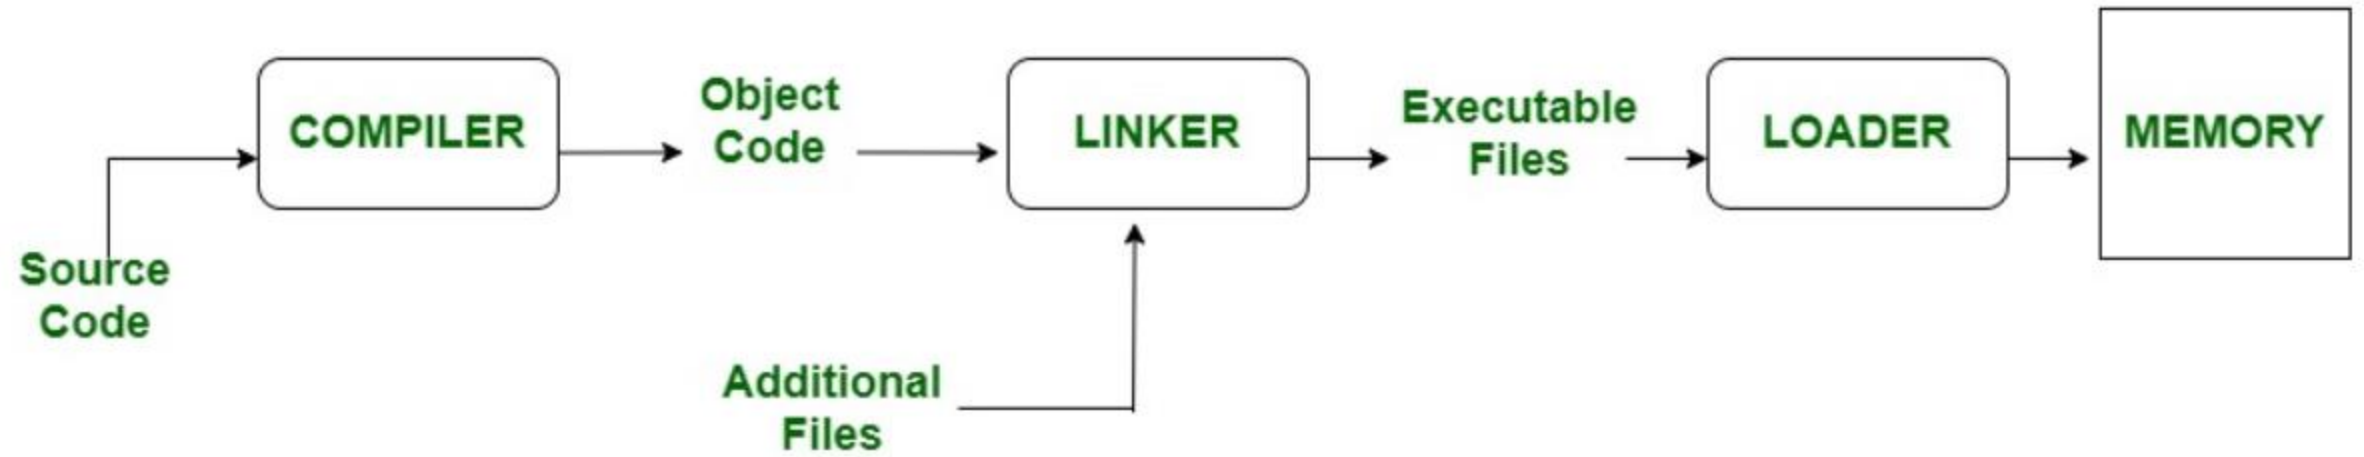 Source
Code
COMPILER
Object
Code
Additional
Files
LINKER
Executable
Files
LOADER
MEMORY